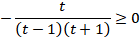 -t/((t-1)(t+1)) ≥ 0